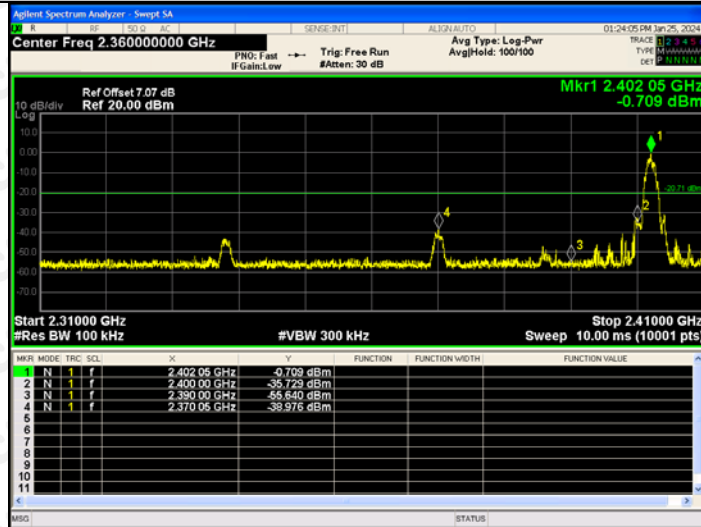 Agilent Spectrum Analyzer - Swept SA
R RF 50 Ω AC SENSE:INT ALIGN AUTO 01:24:05 PM Jan 25, 2024
Center Freq 2.360000000 GHz
PNO: Fast Trig: Free Run Avg Type: Log-Pwr TRACE 1 2 3 4 5
IFGain:Low #Atten: 30 dB Avg|Hold: 100/100 TYPE M
DET P N N N N
Mkr1 2.402 05 GHz
-0.709 dBm
Ref Offset 7.07 dB
10 dB/div Ref 20.00 dBm
Log
10.0
0.00
-10.0
-20.0
-30.0
-40.0
-50.0
-60.0
-70.0
1
-20.71 dBm
2
4
3
Start 2.31000 GHz Stop 2.41000 GHz
#Res BW 100 kHz #VBW 300 kHz Sweep 10.00 ms (10001 pts)
MKR MODE TRC SCL X Y FUNCTION FUNCTION WIDTH FUNCTION VALUE
1 N 1 f 2.402 05 GHz -0.709 dBm
2 N 1 f 2.400 00 GHz -35.729 dBm
3 N 1 f 2.390 00 GHz -55.640 dBm
4 N 1 f 2.370 05 GHz -38.976 dBm
5
6
7
8
9
10
11
MSG STATUS